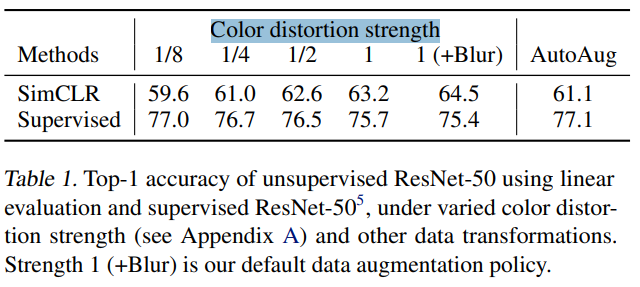 Color distortion strength
Methods 1/8 1/4 1/2 1 1 (+Blur) AutoAug
SimCLR 59.6 61.0 62.6 63.2 64.5 61.1
Supervised 77.0 76.7 76.5 75.7 75.4 77.1
Table 1. Top-1 accuracy of unsupervised ResNet-50 using linear
evaluation and supervised ResNet-50⁵, under varied color distor-
tion strength (see Appendix A) and other data transformations.
Strength 1 (+Blur) is our default data augmentation policy.